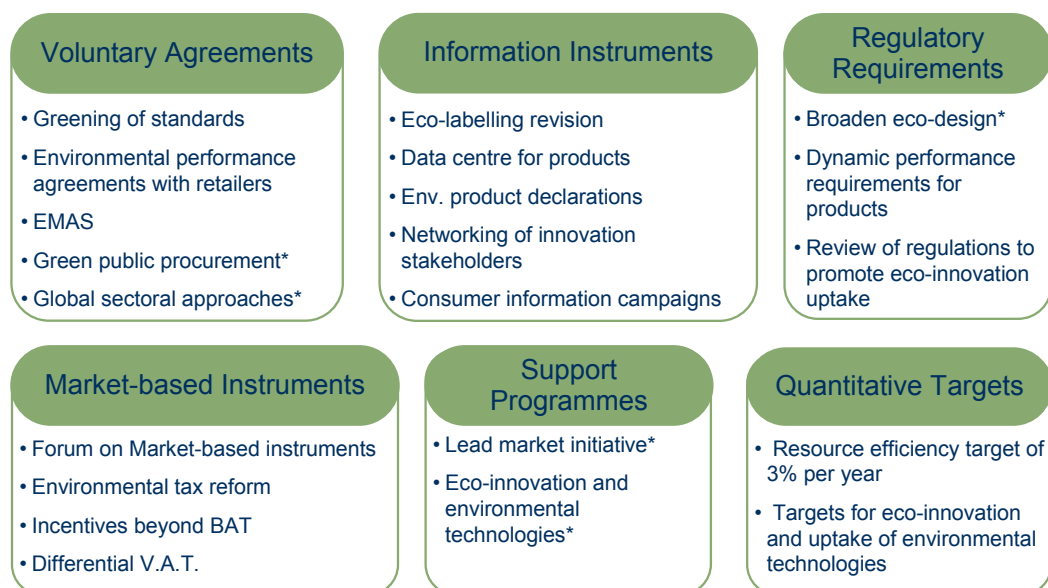 Voluntary Agreements
• Greening of standards
• Environmental performance
agreements with retailers
• EMAS
• Green public procurement*
• Global sectoral approaches*
Information Instruments
• Eco-labelling revision
• Data centre for products
• Env. product declarations
• Networking of innovation
stakeholders
• Consumer information campaigns
Regulatory
Requirements
• Broaden eco-design*
• Dynamic performance
requirements for
products
• Review of regulations to
promote eco-innovation
uptake
Market-based Instruments
• Forum on Market-based instruments
• Environmental tax reform
• Incentives beyond BAT
• Differential V.A.T.
Support
Programmes
• Lead market initiative*
• Eco-innovation and
environmental
technologies*
Quantitative Targets
• Resource efficiency target of
3% per year
• Targets for eco-innovation
and uptake of environmental
technologies